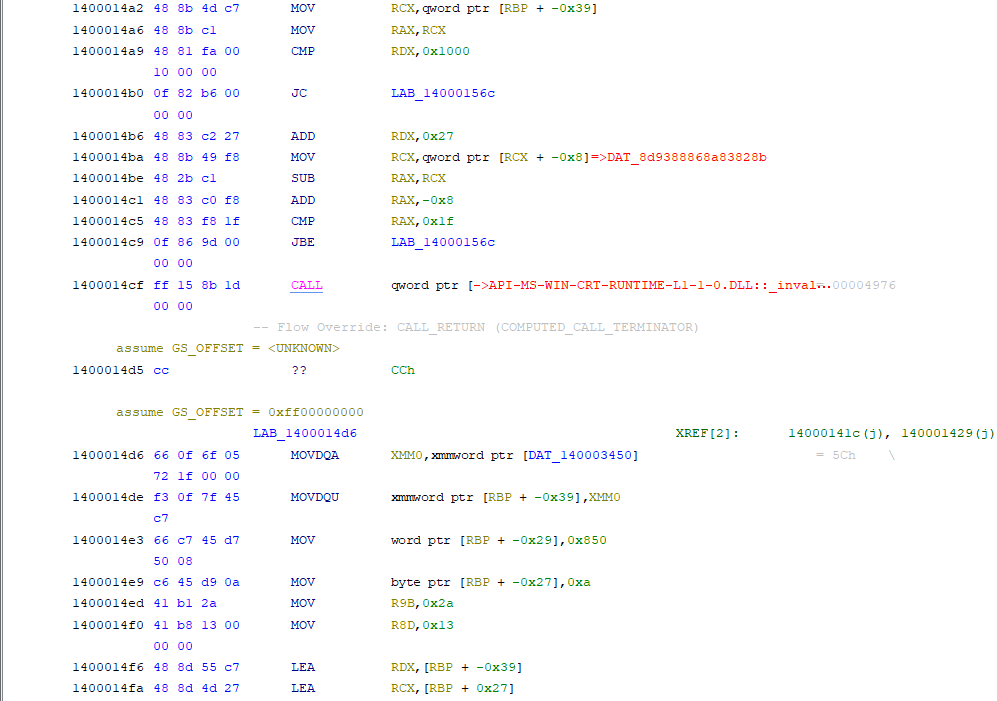 1400014a2 48 8b 4d c7 MOV RCX,qword ptr [RBP + -0x39]
1400014a6 48 8b c1 MOV RAX,RCX
1400014a9 48 81 fa 00 CMP RDX,0x1000
10 00 00
1400014b0 0f 82 b6 00 JC LAB_14000156c
00 00
1400014b6 48 83 c2 27 ADD RDX,0x27
1400014ba 48 8b 49 f8 MOV RCX,qword ptr [RCX + -0x8]=>DAT_8d9388868a83828b
1400014be 48 2b c1 SUB RAX,RCX
1400014c1 48 83 c0 f8 ADD RAX,-0x8
1400014c5 48 83 f8 1f CMP RAX,0x1f
1400014c9 0f 86 9d 00 JBE LAB_14000156c
00 00
1400014cf ff 15 8b 1d CALL qword ptr [->API-MS-WIN-CRT-RUNTIME-L1-1-0.DLL::_inval... = 00004976
00 00
-- Flow Override: CALL_RETURN (COMPUTED_CALL_TERMINATOR)
assume GS_OFFSET = <UNKNOWN>
1400014d5 cc ?? CCh
assume GS_OFFSET = 0xff00000000
LAB_1400014d6 XREF[2]: 14000141c(j), 140001429(j)
1400014d6 66 0f 6f 05 MOVDQA XMM0,xmmword ptr [DAT_140003450] = 5Ch \
72 1f 00 00
1400014de f3 0f 7f 45 MOVDQU xmmword ptr [RBP + -0x39],XMM0
c7
1400014e3 66 c7 45 d7 MOV word ptr [RBP + -0x29],0x850
50 08
1400014e9 c6 45 d9 0a MOV byte ptr [RBP + -0x27],0xa
1400014ed 41 b1 2a MOV R9B,0x2a
1400014f0 41 b8 13 00 MOV R8D,0x13
00 00
1400014f6 48 8d 55 c7 LEA RDX,[RBP + -0x39]
1400014fa 48 8d 4d 27 LEA RCX,[RBP + 0x27]